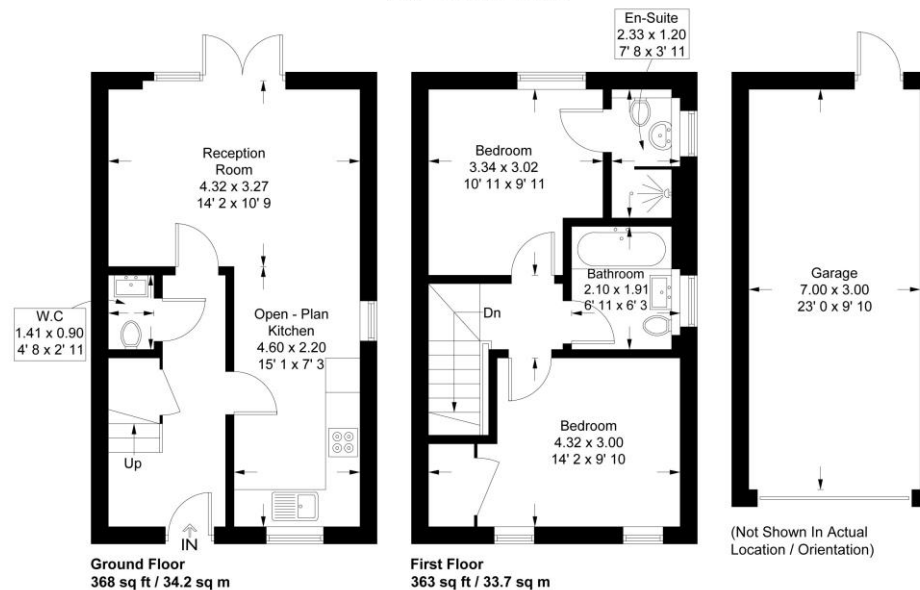 Reception
Room
4.32 x 3.27
14' 2 x 10' 9
W.C
1.41 x 0.90
4' 8 x 2' 11
Open - Plan
Kitchen
4.60 x 2.20
15' 1 x 7' 3
Up
IN
Ground Floor
368 sq ft / 34.2 sq m
En-Suite
2.33 x 1.20
7' 8 x 3' 11
Bedroom
3.34 x 3.02
10' 11 x 9' 11
Bathroom
2.10 x 1.91
6' 11 x 6' 3
Dn
Bedroom
4.32 x 3.00
14' 2 x 9' 10
First Floor
363 sq ft / 33.7 sq m
Garage
7.00 x 3.00
23' 0 x 9' 10
(Not Shown In Actual
Location / Orientation)